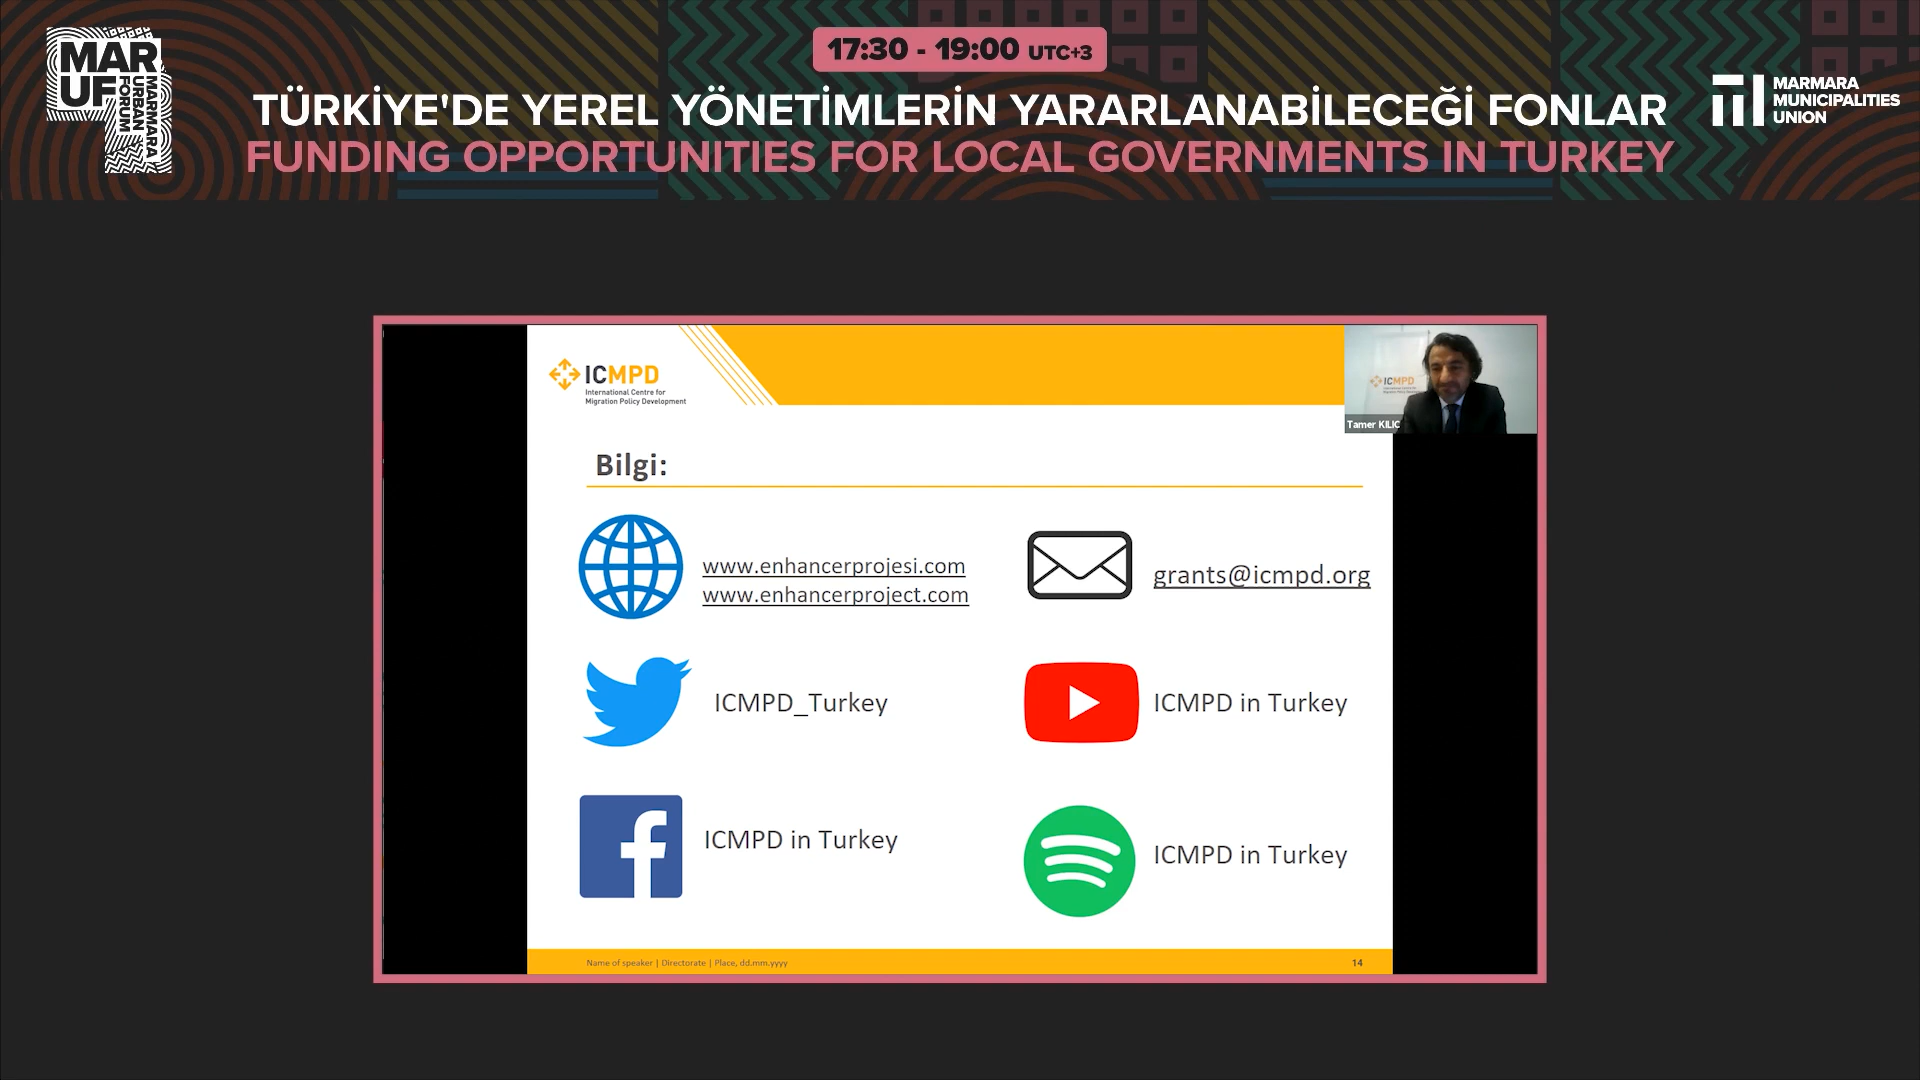 MAR
UF
MARMARA
URBAN
FORUM
17:30 - 19:00 UTC+3
TÜRKİYE'DE YEREL YÖNETİMLERİN YARARLANABİLECEĞİ FONLAR
FUNDING OPPORTUNITIES FOR LOCAL GOVERNMENTS IN TURKEY
MARMARA
MUNICIPALITIES
UNION
ICMPD
International Centre for
Migration Policy Development
ICMPD
Tamer KILIC
Bilgi:
www.enhancerprojesi.com
www.enhancerproject.com
grants@icmpd.org
ICMPD_Turkey
ICMPD in Turkey
ICMPD in Turkey
ICMPD in Turkey
Name of speaker | Directorate | Place, dd.mm.yyyy
14